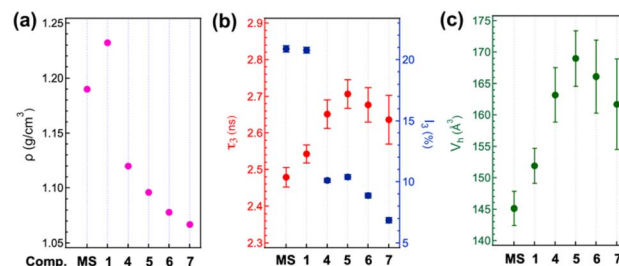 (a)
ρ (g/cm³)
1.20
1.15
1.10
1.05
Comp. MS 1 4 5 6 7
(b)
τ₃ (ns)
2.9
2.8
2.7
2.6
2.5
2.4
2.3
I₃ (%)
20
15
10
5
MS 1 4 5 6 7
(c)
Vₕ (Å³)
175
170
165
160
155
150
145
140
MS 1 4 5 6 7